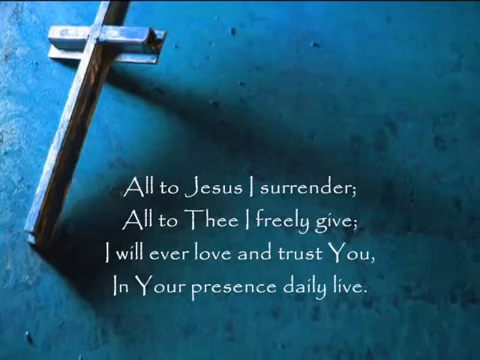 All to Jesus I surrender;
All to Thee I freely give;
I will ever love and trust You,
In Your presence daily live.